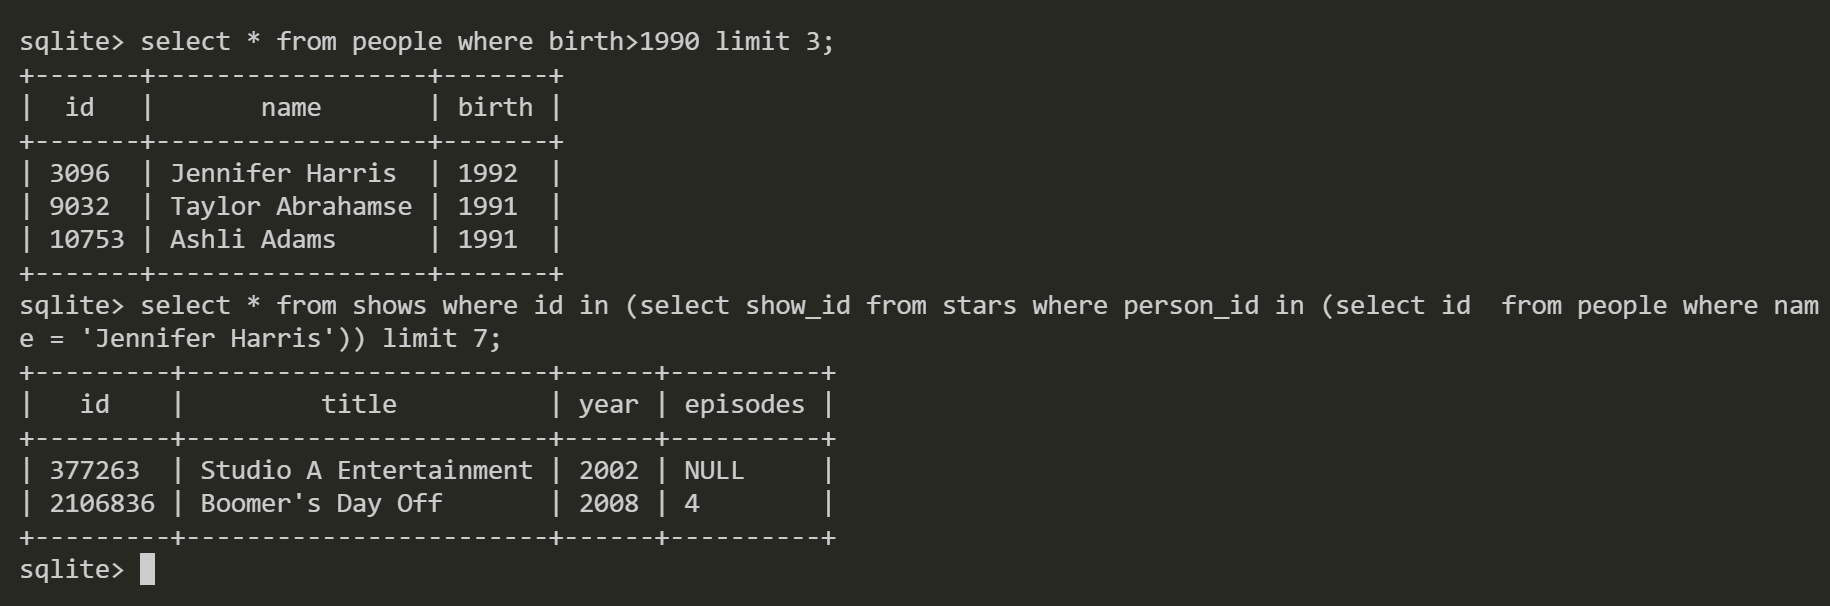 sqlite> select * from people where birth>1990 limit 3;
+-------+------------------+-------+
|  id   |       name       | birth |
+-------+------------------+-------+
| 3096  | Jennifer Harris  | 1992  |
| 9032  | Taylor Abrahamse | 1991  |
| 10753 | Ashli Adams      | 1991  |
+-------+------------------+-------+
sqlite> select * from shows where id in (select show_id from stars where person_id in (select id  from people where nam
e = 'Jennifer Harris')) limit 7;
+---------+------------------------+------+----------+
|   id    |         title          | year | episodes |
+---------+------------------------+------+----------+
| 377263  | Studio A Entertainment | 2002 | NULL     |
| 2106836 | Boomer's Day Off       | 2008 | 4        |
+---------+------------------------+------+----------+
sqlite>